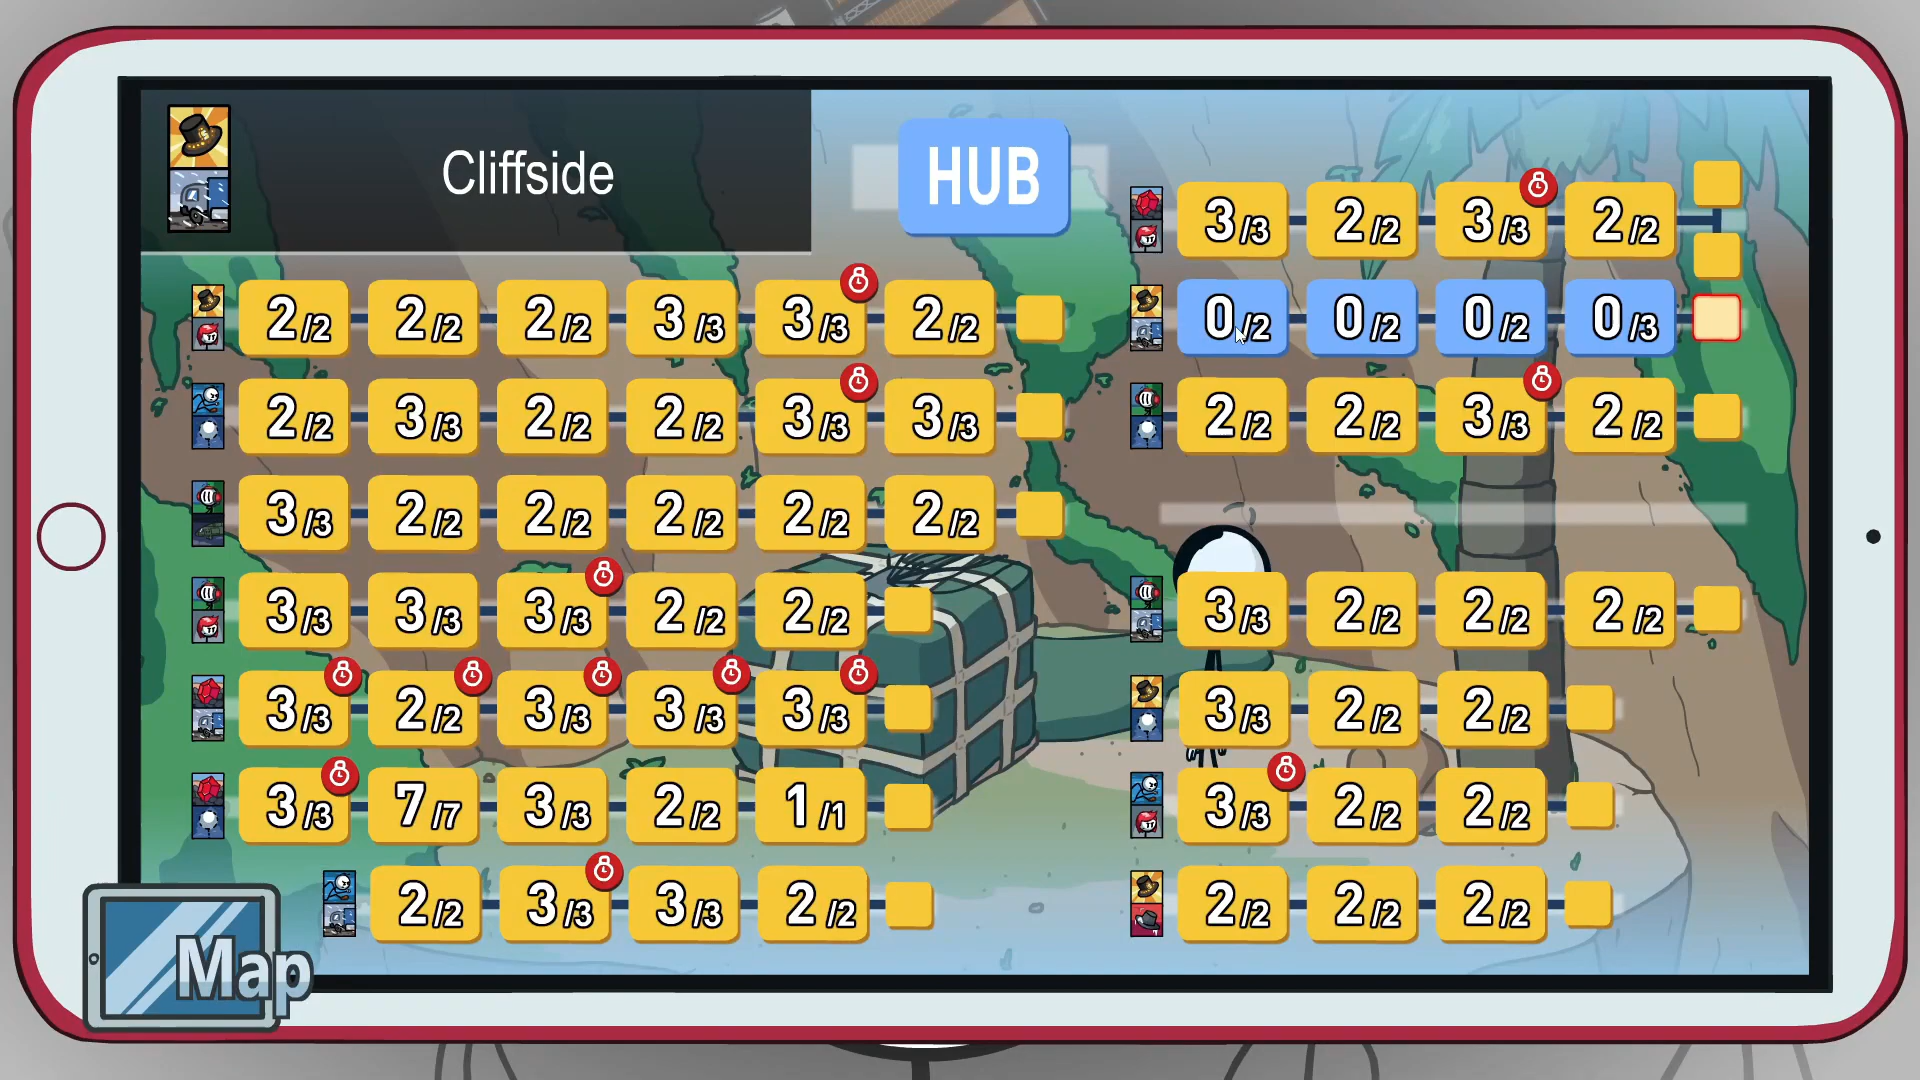 Cliffside
HUB
3/3 2/2 3/3 2/2
2/2 2/2 2/2 3/3 3/3 2/2
0/2 0/2 0/2 0/3
2/2 3/3 2/2 2/2 3/3 3/3
2/2 2/2 3/3 2/2
3/3 2/2 2/2 2/2 2/2 2/2
3/3 3/3 3/3 2/2 2/2
3/3 2/2 2/2 2/2
3/3 2/2 3/3 3/3 3/3
3/3 2/2 2/2
3/3 7/7 3/3 2/2 1/1
3/3 2/2 2/2
2/2 3/3 3/3 2/2
2/2 2/2 2/2
Map